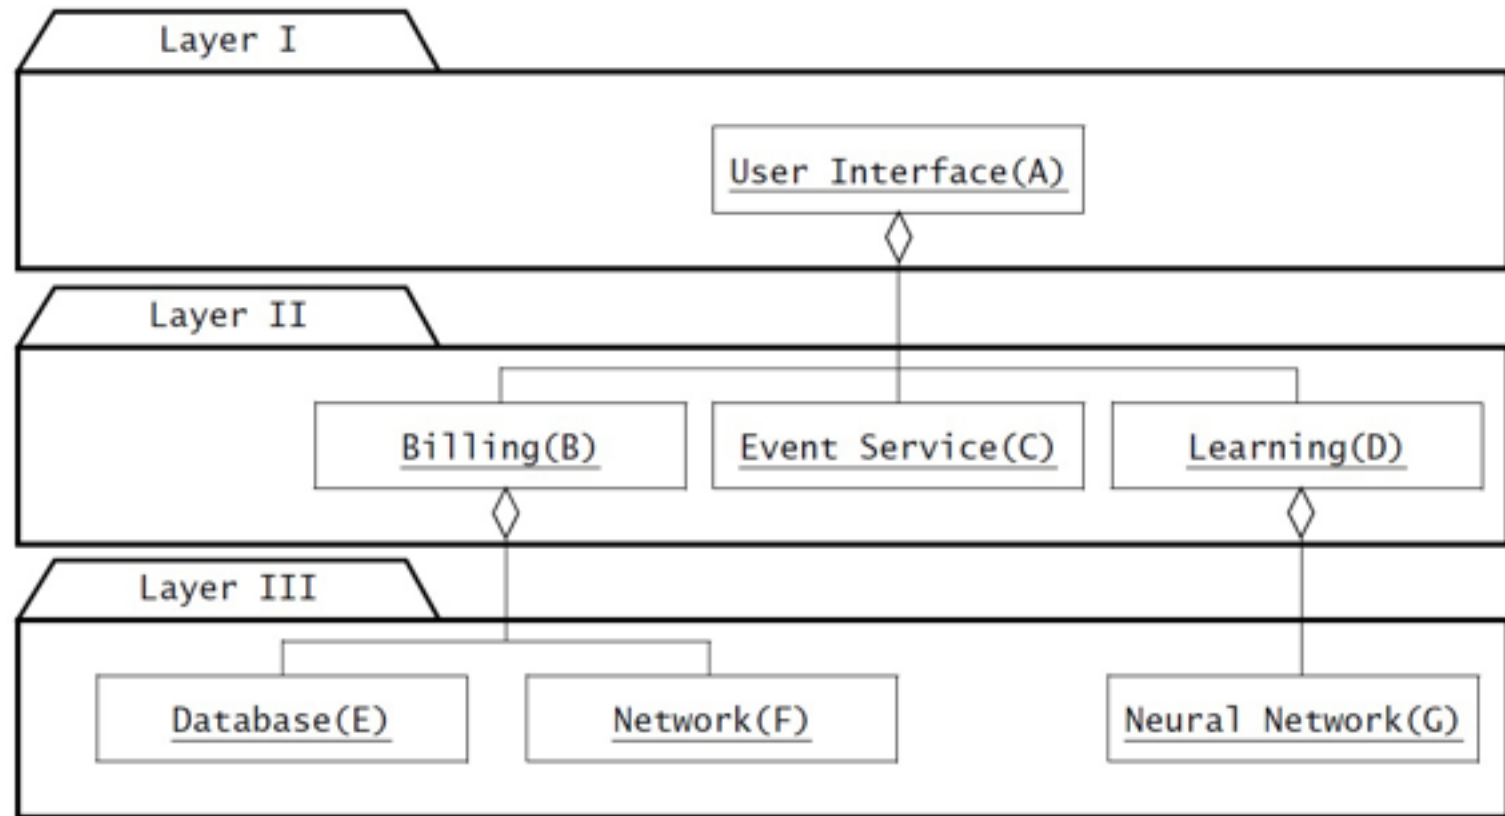 Layer I
User Interface(A)
Layer II
Billing(B)
Event Service(C)
Learning(D)
Layer III
Database(E)
Network(F)
Neural Network(G)